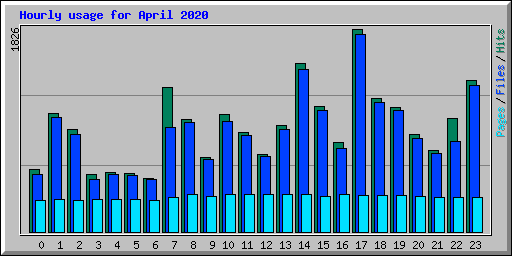 Hourly usage for April 2020
1826
Pages/Files/Hits
0 1 2 3 4 5 6 7 8 9 10 11 12 13 14 15 16 17 18 19 20 21 22 23